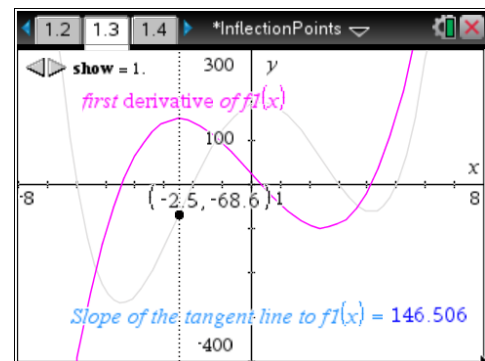 1.2 1.3 1.4 *InflectionPoints
show = 1. 300 y
first derivative of f1(x)
100
x
-8 (-2.5, -68.6) 1 8
Slope of the tangent line to f1(x) = 146.506
-400